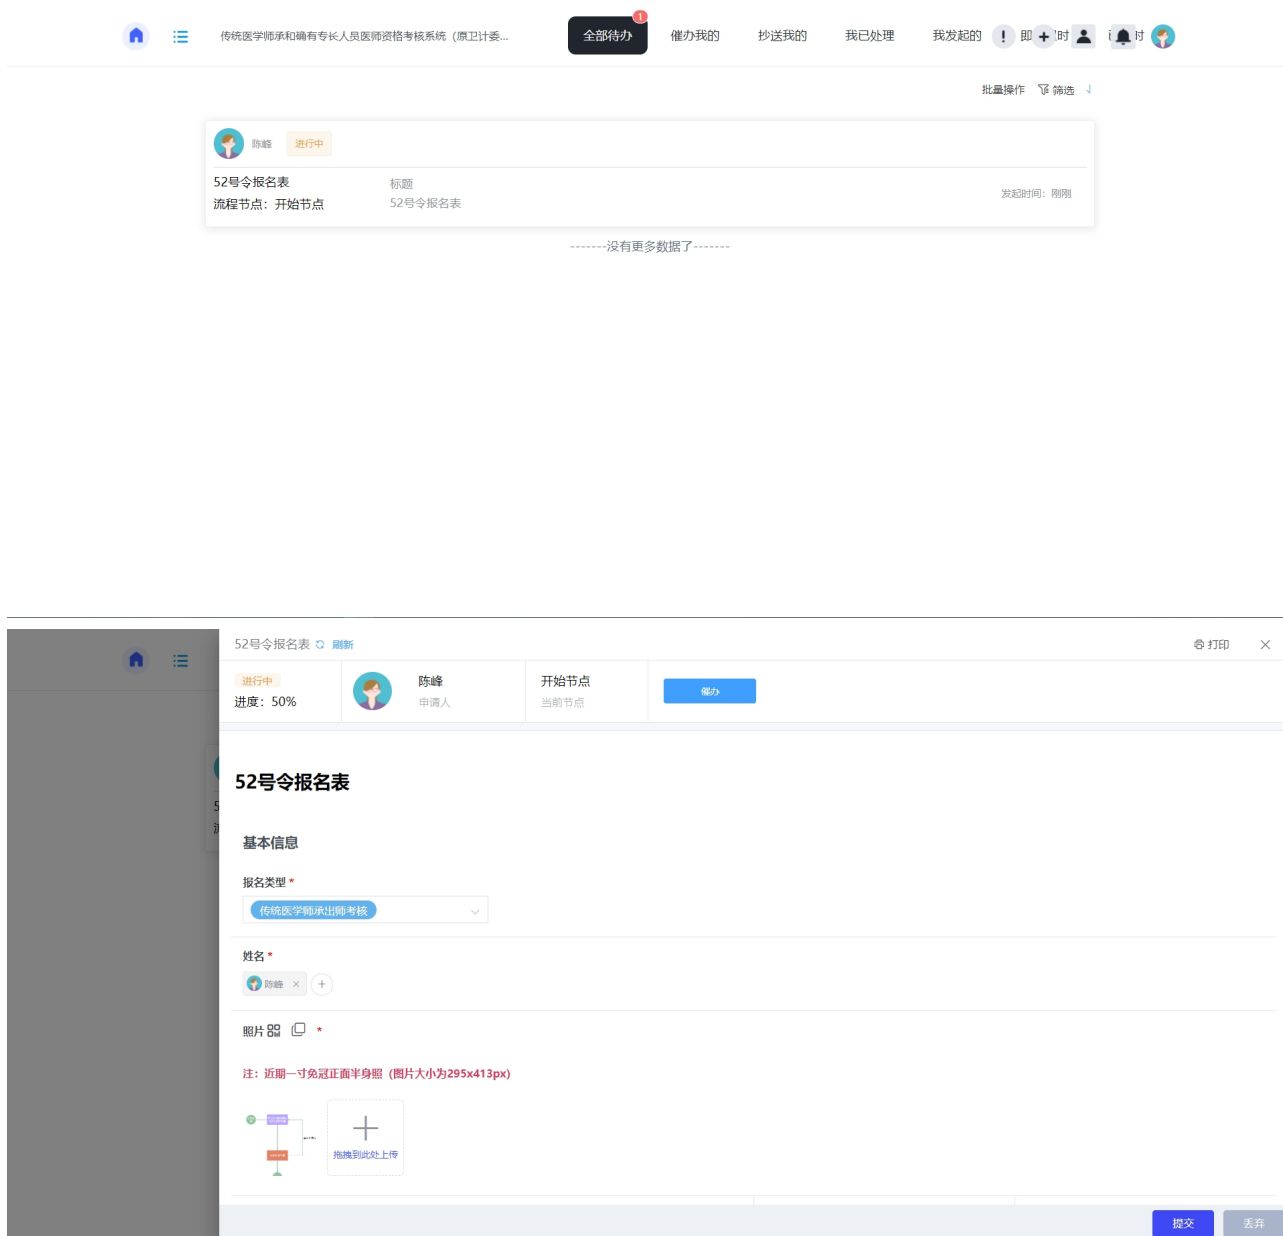 传统医学师承和确有专长人员医师资格考核系统（原卫计委...
全部待办
1
催办我的
抄送我的
我已处理
我发起的
即
时
时
批量操作
筛选
陈峰
进行中
52号令报名表
标题
流程节点：开始节点
52号令报名表
发起时间：刚刚
-------没有更多数据了-------
52号令报名表
刷新
打印
进行中
进度：50%
陈峰
申请人
开始节点
当前节点
催办
52号令报名表
基本信息
报名类型 *
传统医学师承出师考核
姓名 *
陈峰
照片 *
注：近期一寸免冠正面半身照（图片大小为295x413px）
拖拽到此处上传
提交
丢弃